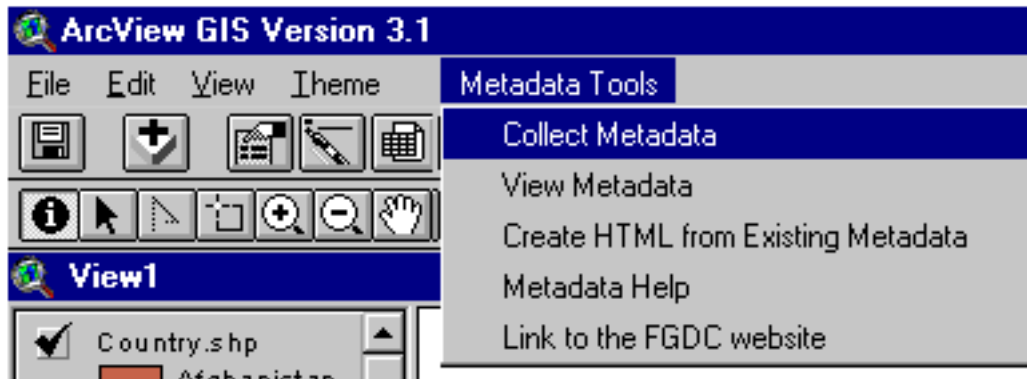 ArcView GIS Version 3.1
File Edit View Theme Metadata Tools
Collect Metadata
View Metadata
Create HTML from Existing Metadata
Metadata Help
Link to the FGDC website
View1
Country.shp
Afghanistan